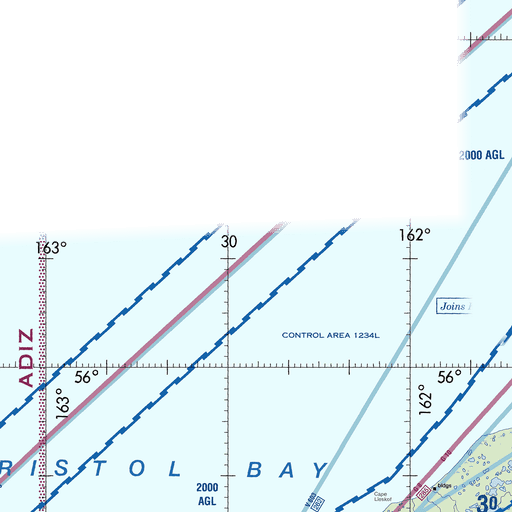 2000 AGL
163°
30
162°
Joins
CONTROL AREA 1234L
ADIZ
56°
163°
56°
162°
RISTOL BAY
2000
AGL
bldgs
Cape
30